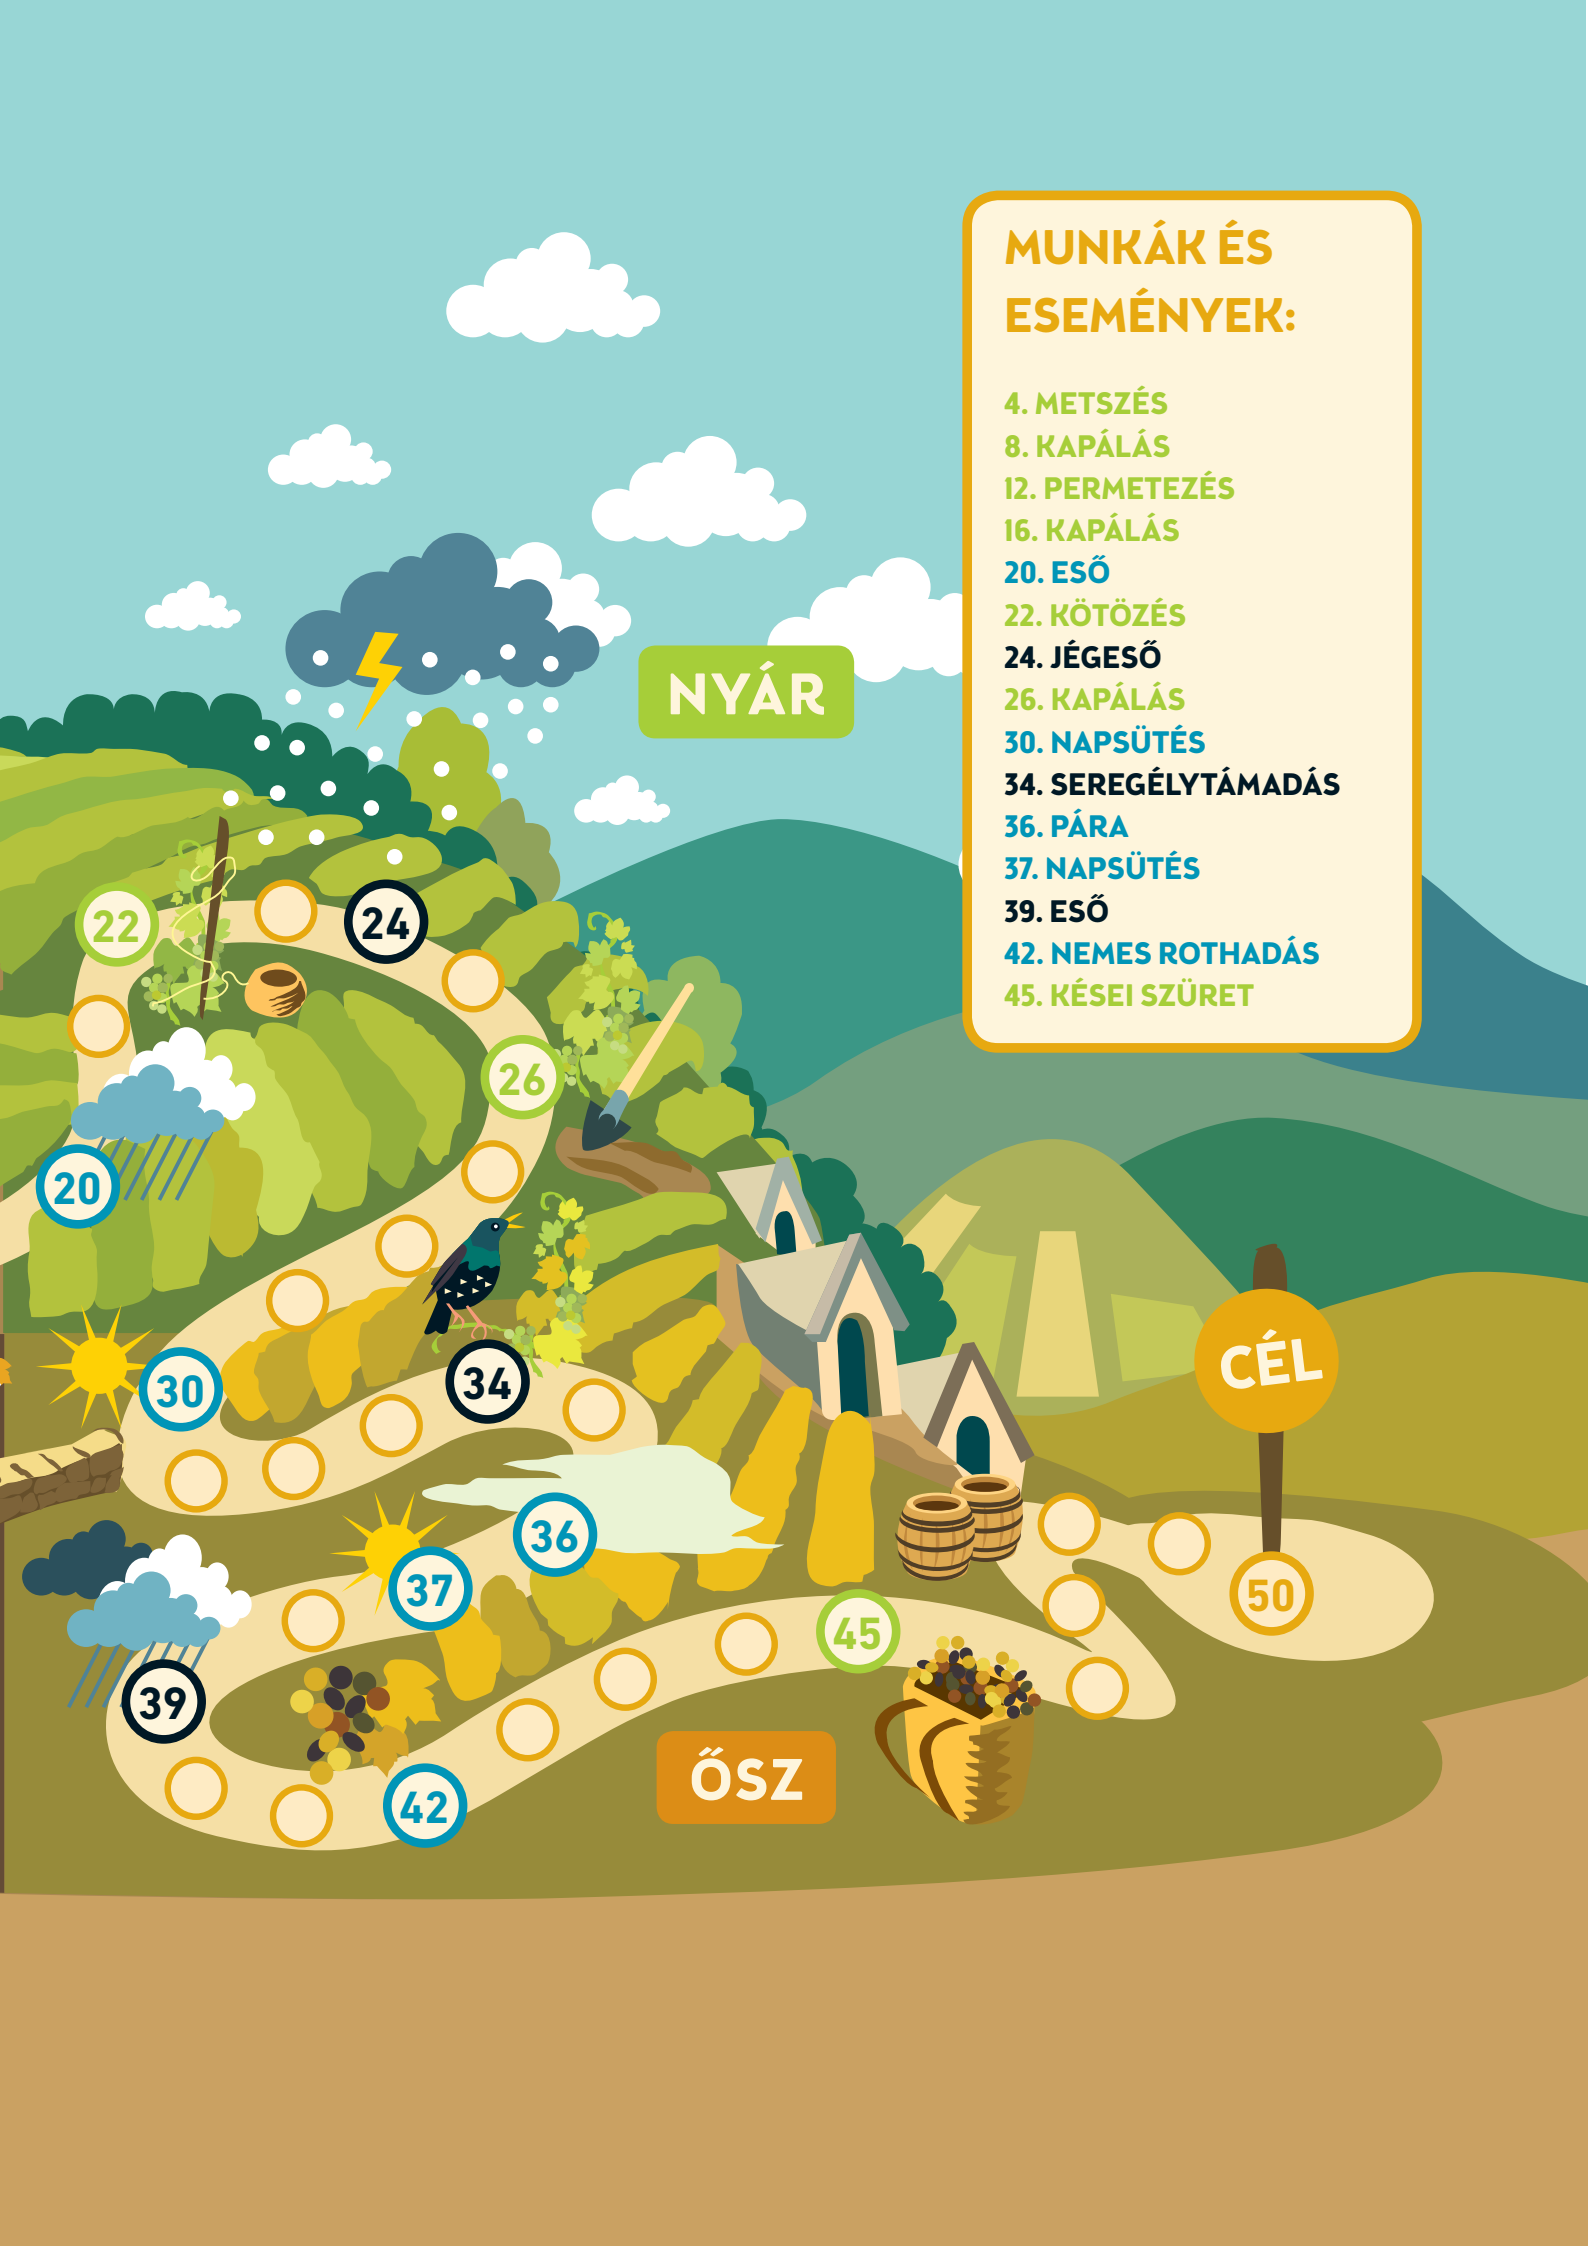 MUNKÁK ÉS
ESEMÉNYEK:
4. METSZÉS
8. KAPÁLÁS
12. PERMETEZÉS
16. KAPÁLÁS
20. ESŐ
22. KÖTÖZÉS
24. JÉGESŐ
26. KAPÁLÁS
30. NAPSÜTÉS
34. SEREGÉLYTÁMADÁS
36. PÁRA
37. NAPSÜTÉS
39. ESŐ
42. NEMES ROTHADÁS
45. KÉSEI SZÜRET
NYÁR
22
24
26
20
30
34
CÉL
36
37
50
45
39
ŐSZ
42